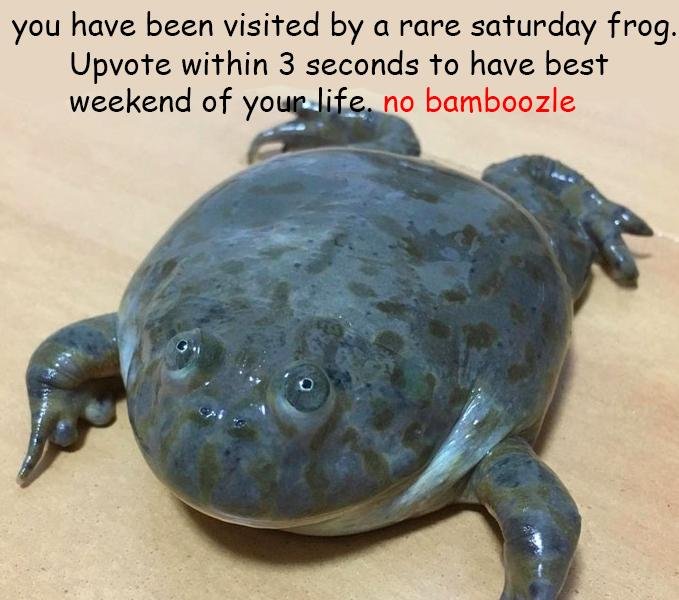 you have been visited by a rare saturday frog.
Upvote within 3 seconds to have best
weekend of your life. no bamboozle